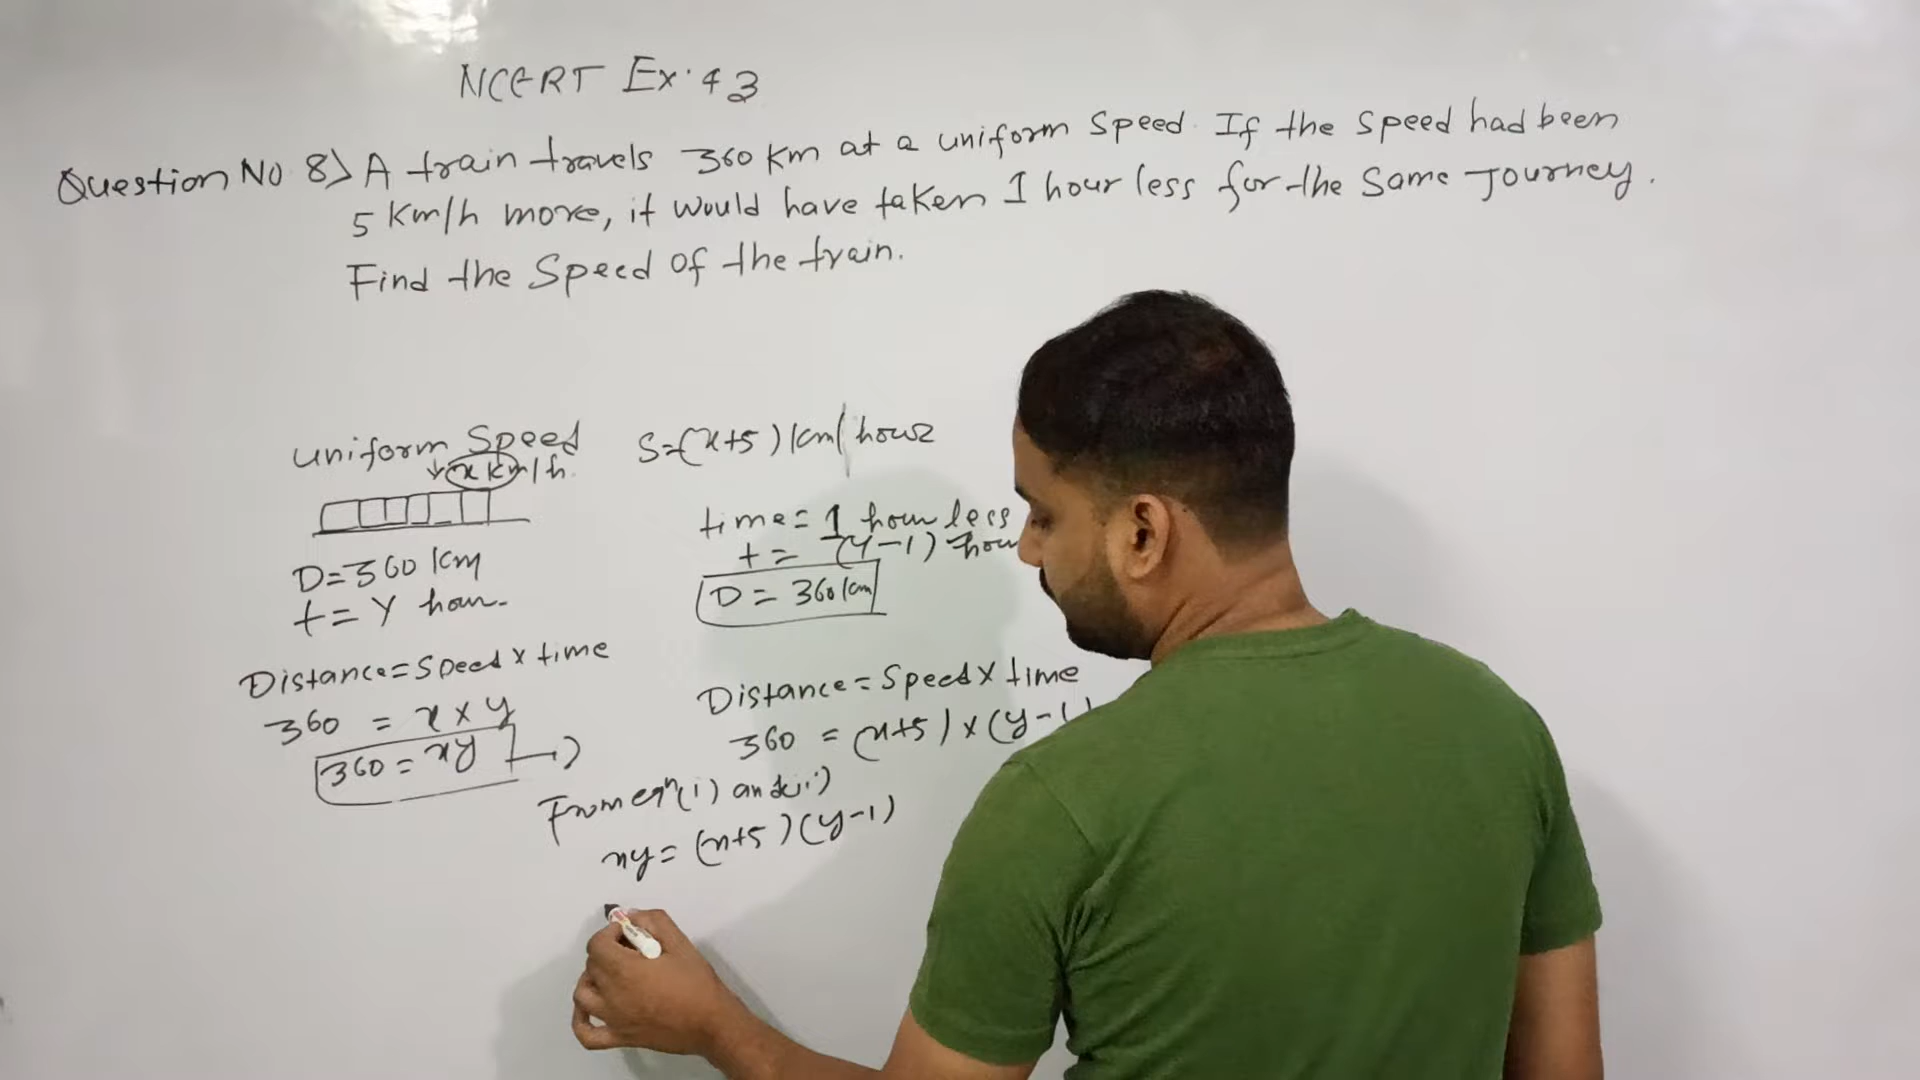 NCERT Ex. 4 3
Question No 8) A train travels 360 Km at a uniform Speed. If the speed had been
5 Km/h more, it would have taken 1 hour less for the Same Journey.
Find the Speed of the train.
uniform Speed
x km/h.
D=360 km
t= Y hour.
Distance=Speed x time
360 = x x y
360 = xy
S=(x+5) km/hour
time= 1 hour less
t= (Y-1) hour
D = 360 km
Distance = Speed x time
360 = (x+5) x (y-1)
From eqn (i) and (ii)
xy= (x+5) (y-1)